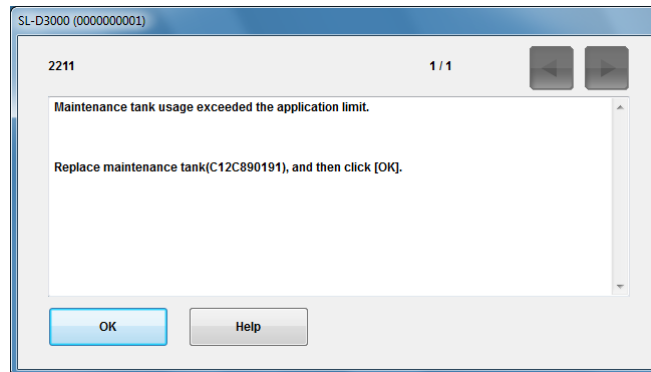 SL-D3000 (0000000001)
2211 1 / 1
Maintenance tank usage exceeded the application limit.
Replace maintenance tank(C12C890191), and then click [OK].
OK Help